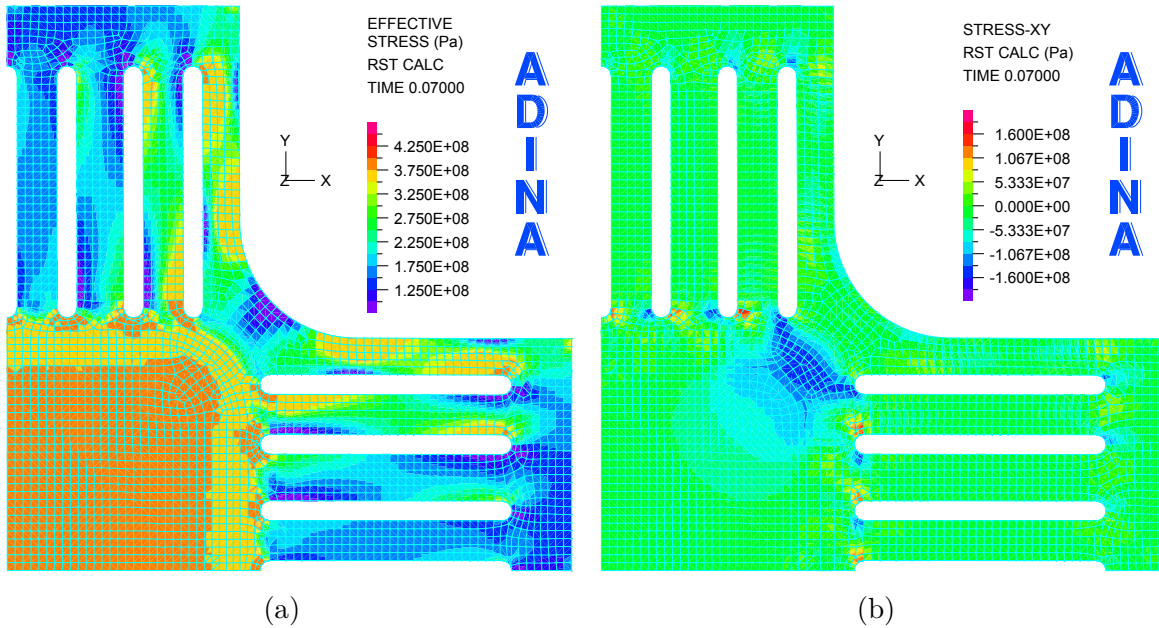 EFFECTIVE
STRESS (Pa)
RST CALC
TIME 0.07000
4.250E+08
3.750E+08
3.250E+08
2.750E+08
2.250E+08
1.750E+08
1.250E+08
Y
Z X
A
D
I
N
A
(a)
STRESS-XY
RST CALC (Pa)
TIME 0.07000
1.600E+08
1.067E+08
5.333E+07
0.000E+00
-5.333E+07
-1.067E+08
-1.600E+08
Y
Z X
A
D
I
N
A
(b)